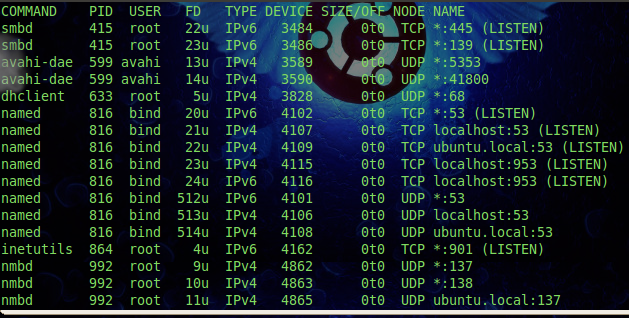 COMMAND PID USER FD TYPE DEVICE SIZE/OFF NODE NAME
smbd 415 root 22u IPv6 3484 0t0 TCP *:445 (LISTEN)
smbd 415 root 23u IPv6 3486 0t0 TCP *:139 (LISTEN)
avahi-dae 599 avahi 13u IPv4 3589 0t0 UDP *:5353
avahi-dae 599 avahi 14u IPv4 3590 0t0 UDP *:41800
dhclient 633 root 5u IPv4 3828 0t0 UDP *:68
named 816 bind 20u IPv6 4102 0t0 TCP *:53 (LISTEN)
named 816 bind 21u IPv4 4107 0t0 TCP localhost:53 (LISTEN)
named 816 bind 22u IPv4 4109 0t0 TCP ubuntu.local:53 (LISTEN)
named 816 bind 23u IPv4 4115 0t0 TCP localhost:953 (LISTEN)
named 816 bind 24u IPv6 4116 0t0 TCP localhost:953 (LISTEN)
named 816 bind 512u IPv6 4101 0t0 UDP *:53
named 816 bind 513u IPv4 4106 0t0 UDP localhost:53
named 816 bind 514u IPv4 4108 0t0 UDP ubuntu.local:53
inetutils 864 root 4u IPv6 4162 0t0 TCP *:901 (LISTEN)
nmbd 992 root 9u IPv4 4862 0t0 UDP *:137
nmbd 992 root 10u IPv4 4863 0t0 UDP *:138
nmbd 992 root 11u IPv4 4865 0t0 UDP ubuntu.local:137